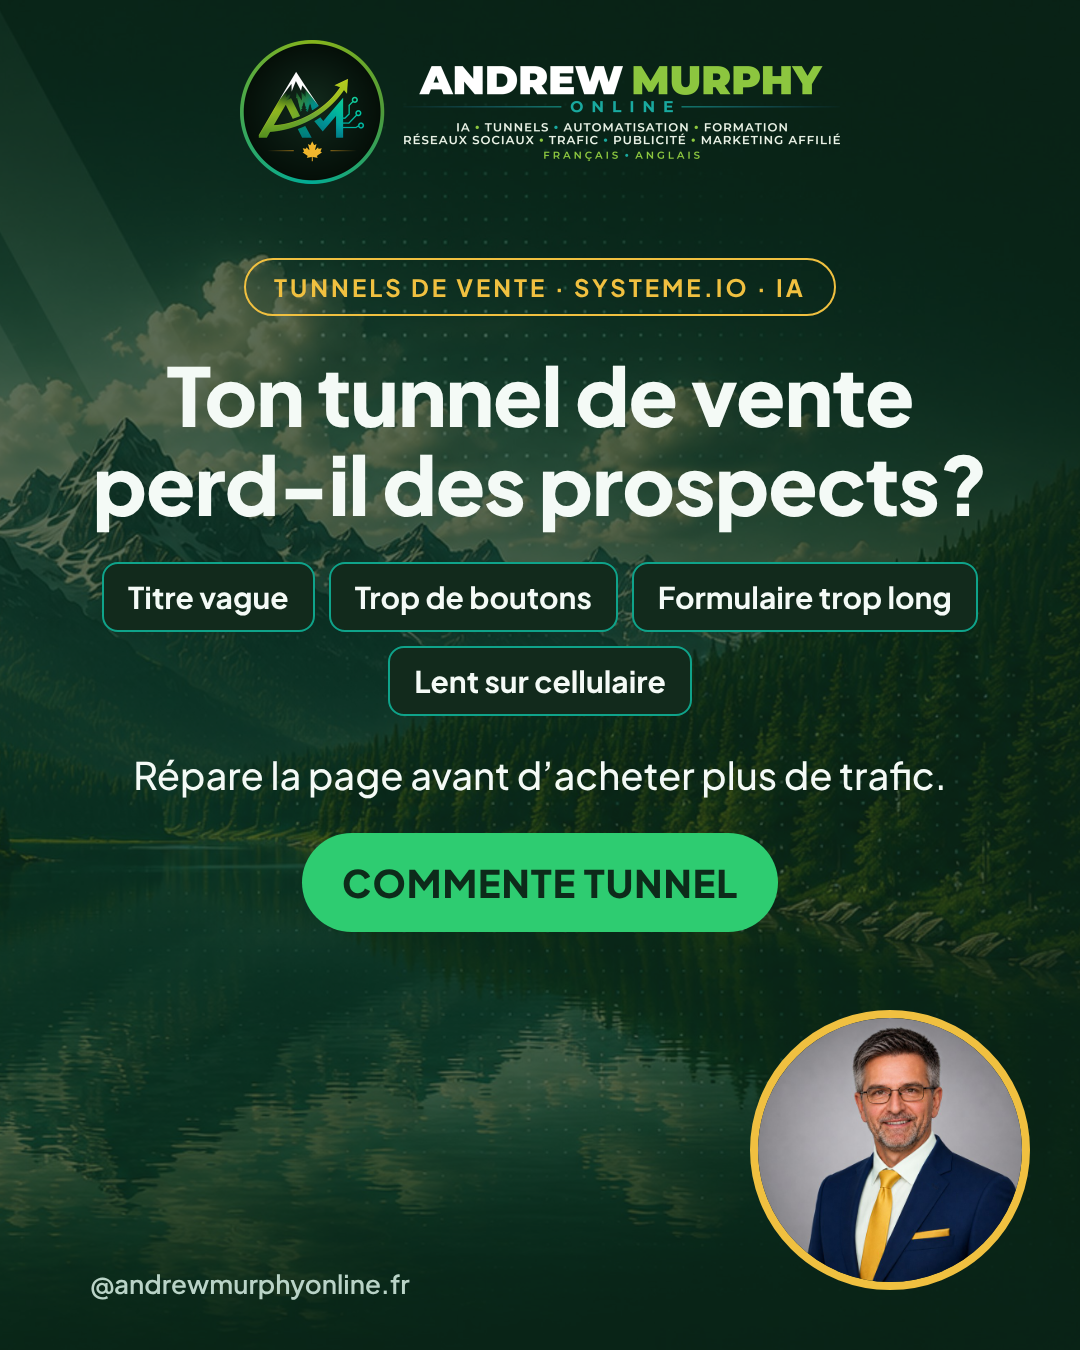 AM
ANDREW MURPHY
ONLINE
IA • TUNNELS • AUTOMATISATION • FORMATION
RÉSEAUX SOCIAUX • TRAFIC • PUBLICITÉ • MARKETING AFFILIÉ
FRANÇAIS • ANGLAIS
TUNNELS DE VENTE · SYSTEME.IO · IA
Ton tunnel de vente
perd-il des prospects?
Titre vague
Trop de boutons
Formulaire trop long
Lent sur cellulaire
Répare la page avant d’acheter plus de trafic.
COMMENTE TUNNEL
@andrewmurphyonline.fr